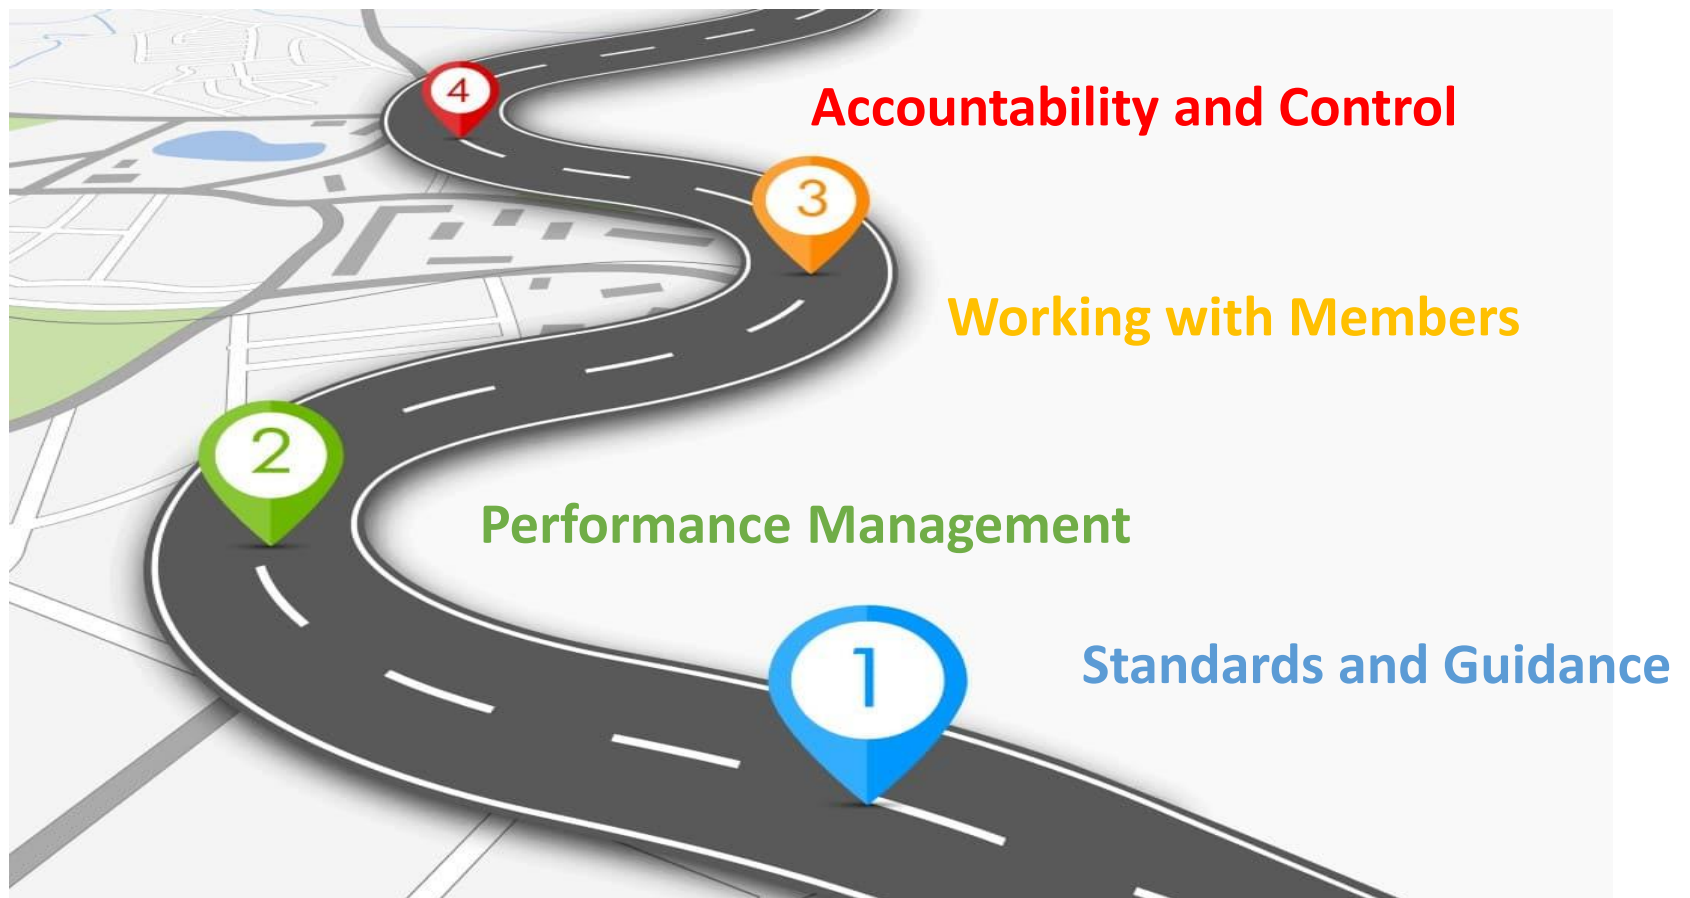 4
Accountability and Control
3
Working with Members
2
Performance Management
1
Standards and Guidance